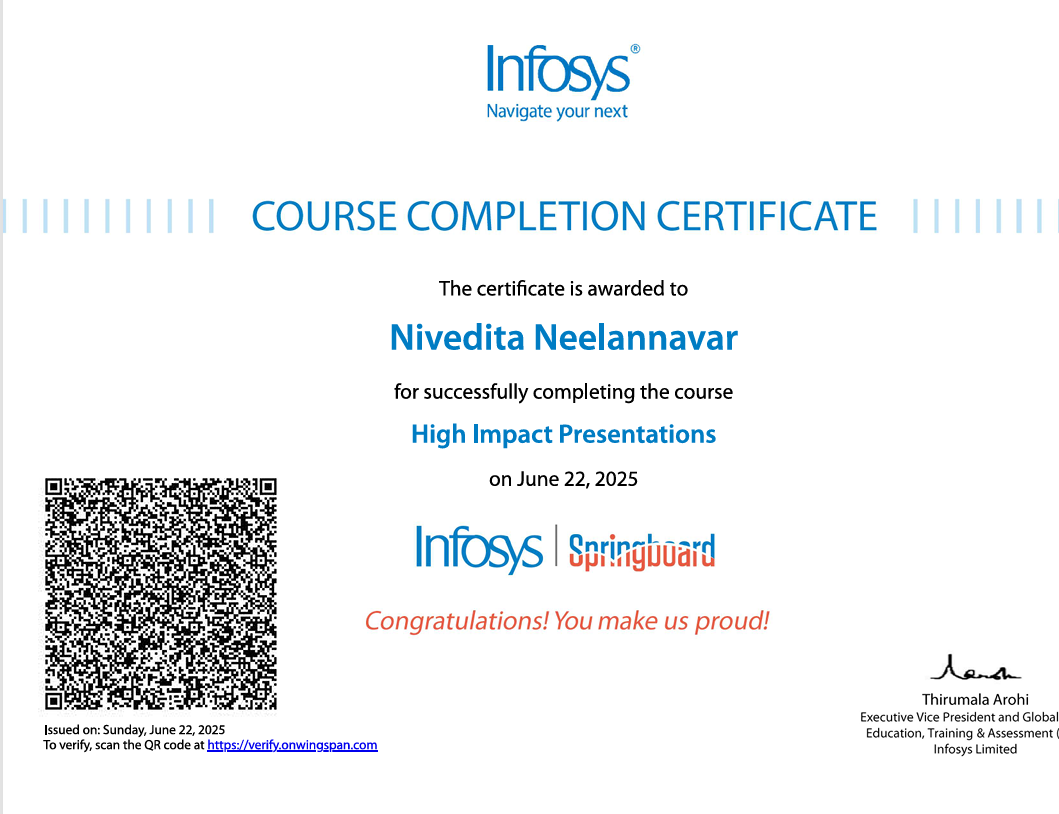 Infosys®
Navigate your next
COURSE COMPLETION CERTIFICATE
The certificate is awarded to
Nivedita Neelannavar
for successfully completing the course
High Impact Presentations
on June 22, 2025
Infosys | Springboard
Congratulations! You make us proud!
Issued on: Sunday, June 22, 2025
To verify, scan the QR code at https://verify.onwingspan.com
Thirumala Arohi
Executive Vice President and Global
Education, Training & Assessment (
Infosys Limited